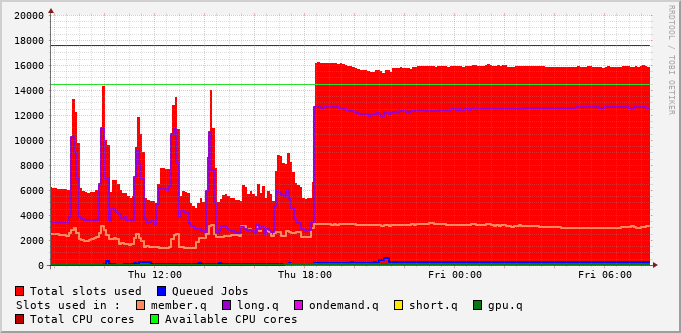 RRDTOOL / TOBI OETIKER
20000
18000
16000
14000
12000
10000
8000
6000
4000
2000
0
Thu 12:00 Thu 18:00 Fri 00:00 Fri 06:00
Total slots used Queued Jobs
Slots used in : member.q long.q ondemand.q short.q gpu.q
Total CPU cores Available CPU cores